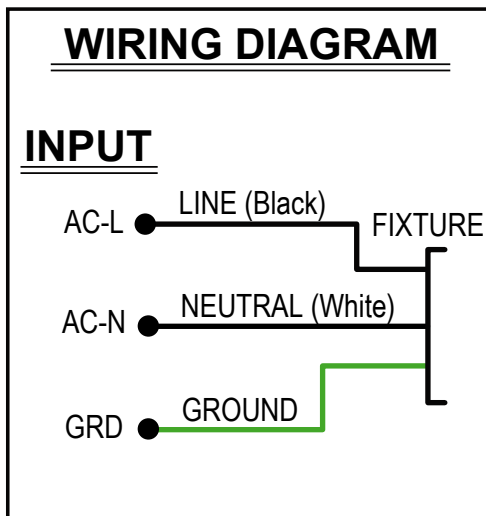 WIRING DIAGRAM
INPUT
AC-L LINE (Black)
FIXTURE
AC-N NEUTRAL (White)
GRD GROUND